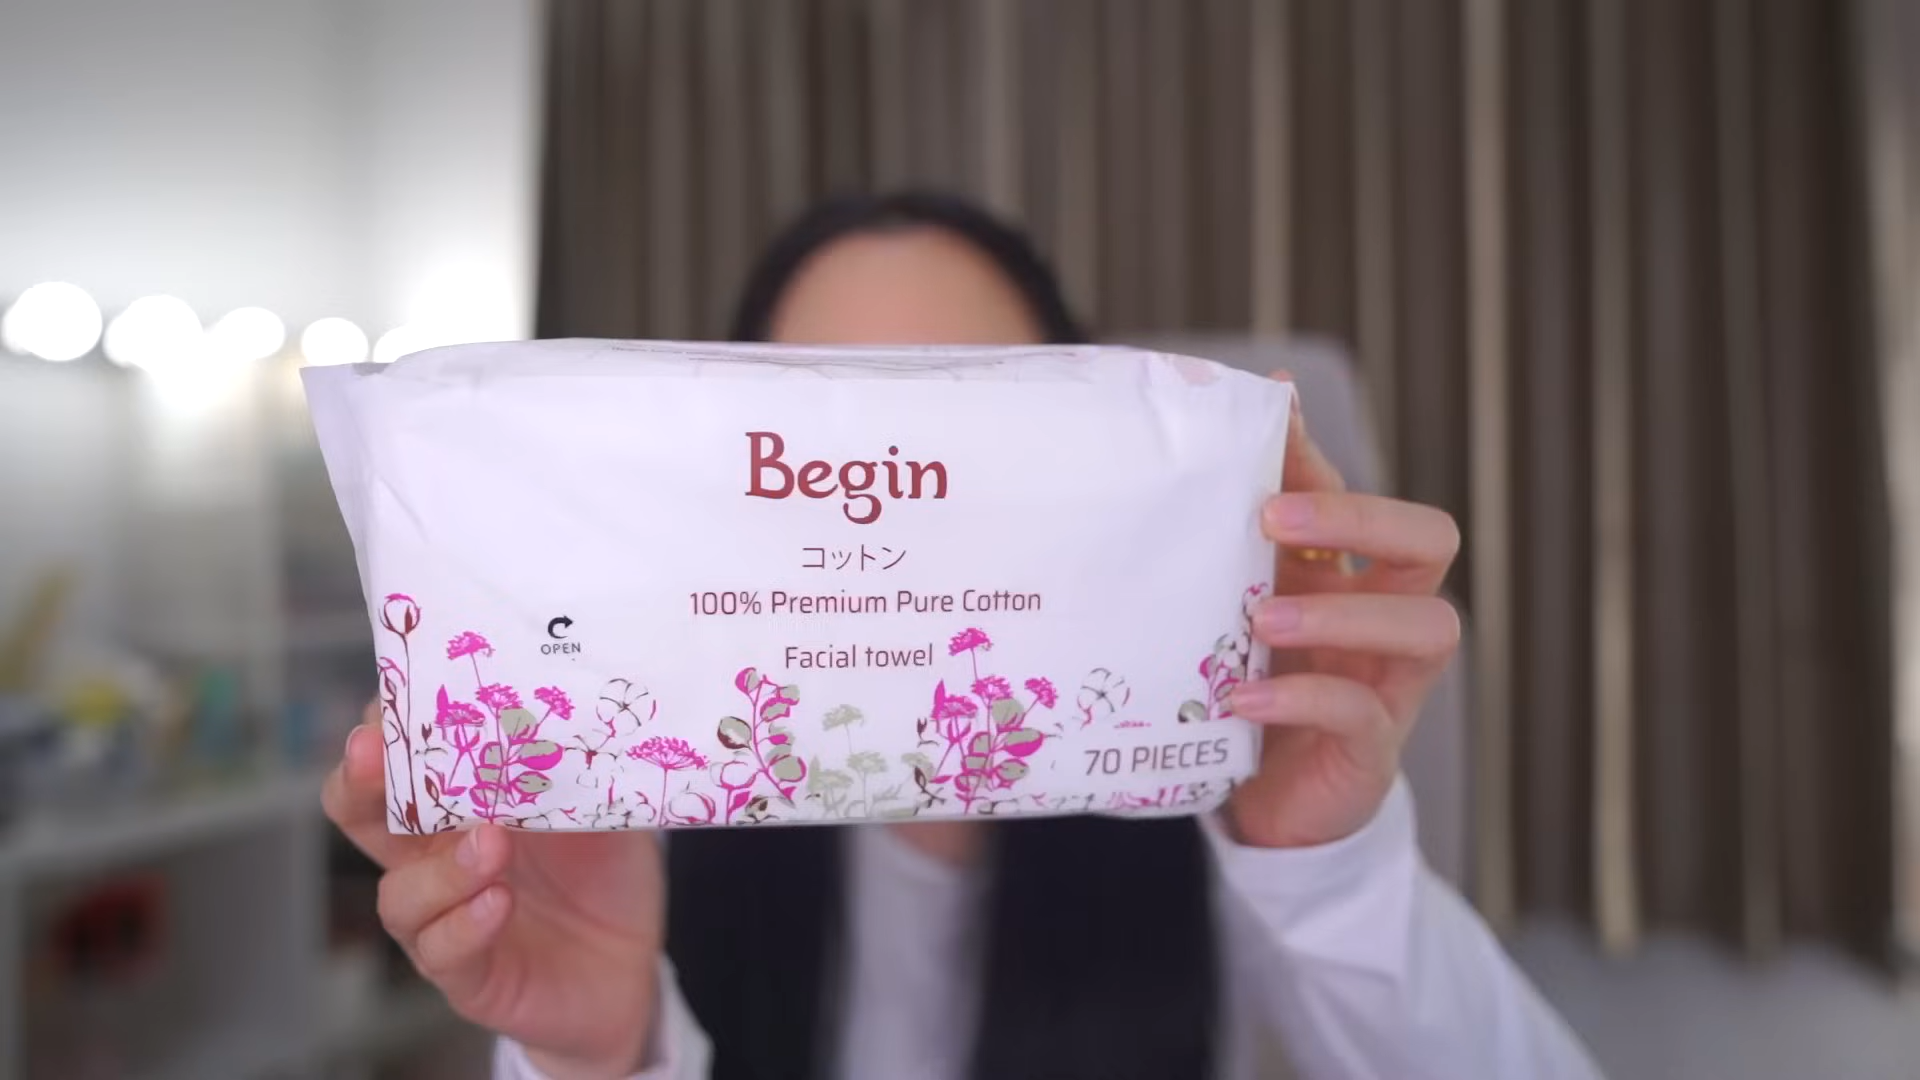 Begin
コットン
100% Premium Pure Cotton
OPEN
Facial towel
70 PIECES